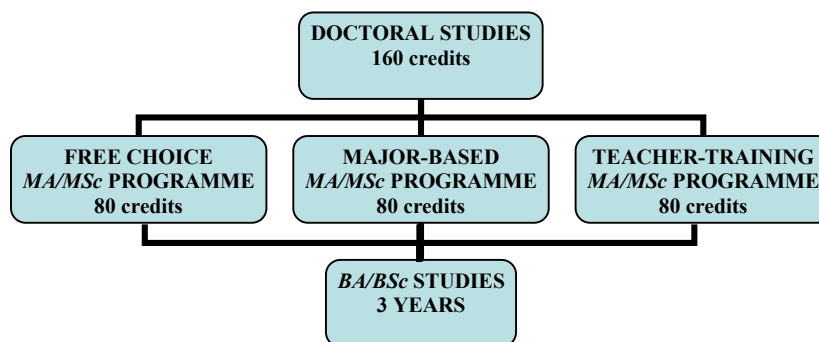 DOCTORAL STUDIES
160 credits
FREE CHOICE
MA/MSc PROGRAMME
80 credits
MAJOR-BASED
MA/MSc PROGRAMME
80 credits
TEACHER-TRAINING
MA/MSc PROGRAMME
80 credits
BA/BSc STUDIES
3 YEARS